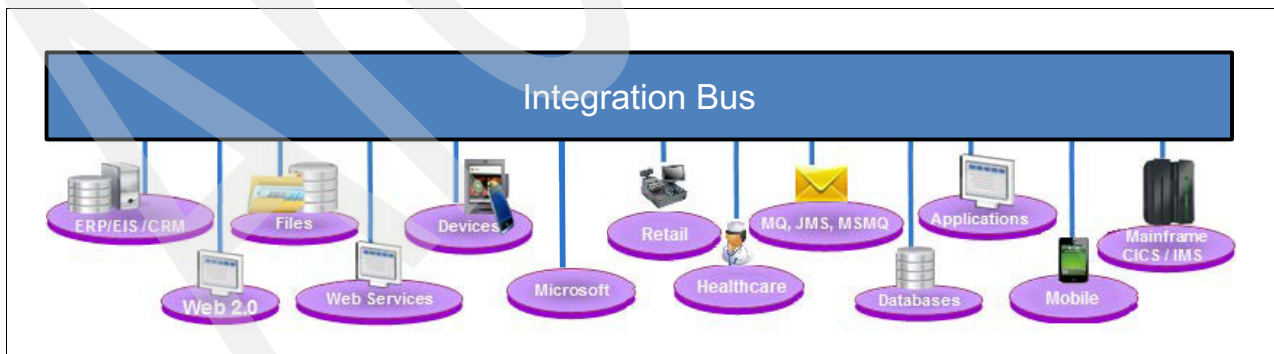 Integration Bus
ERP/EIS /CRM
Files
Devices
Retail
MQ, JMS, MSMQ
Applications
Mainframe
CICS / IMS
Web 2.0
Web Services
Microsoft
Healthcare
Databases
Mobile